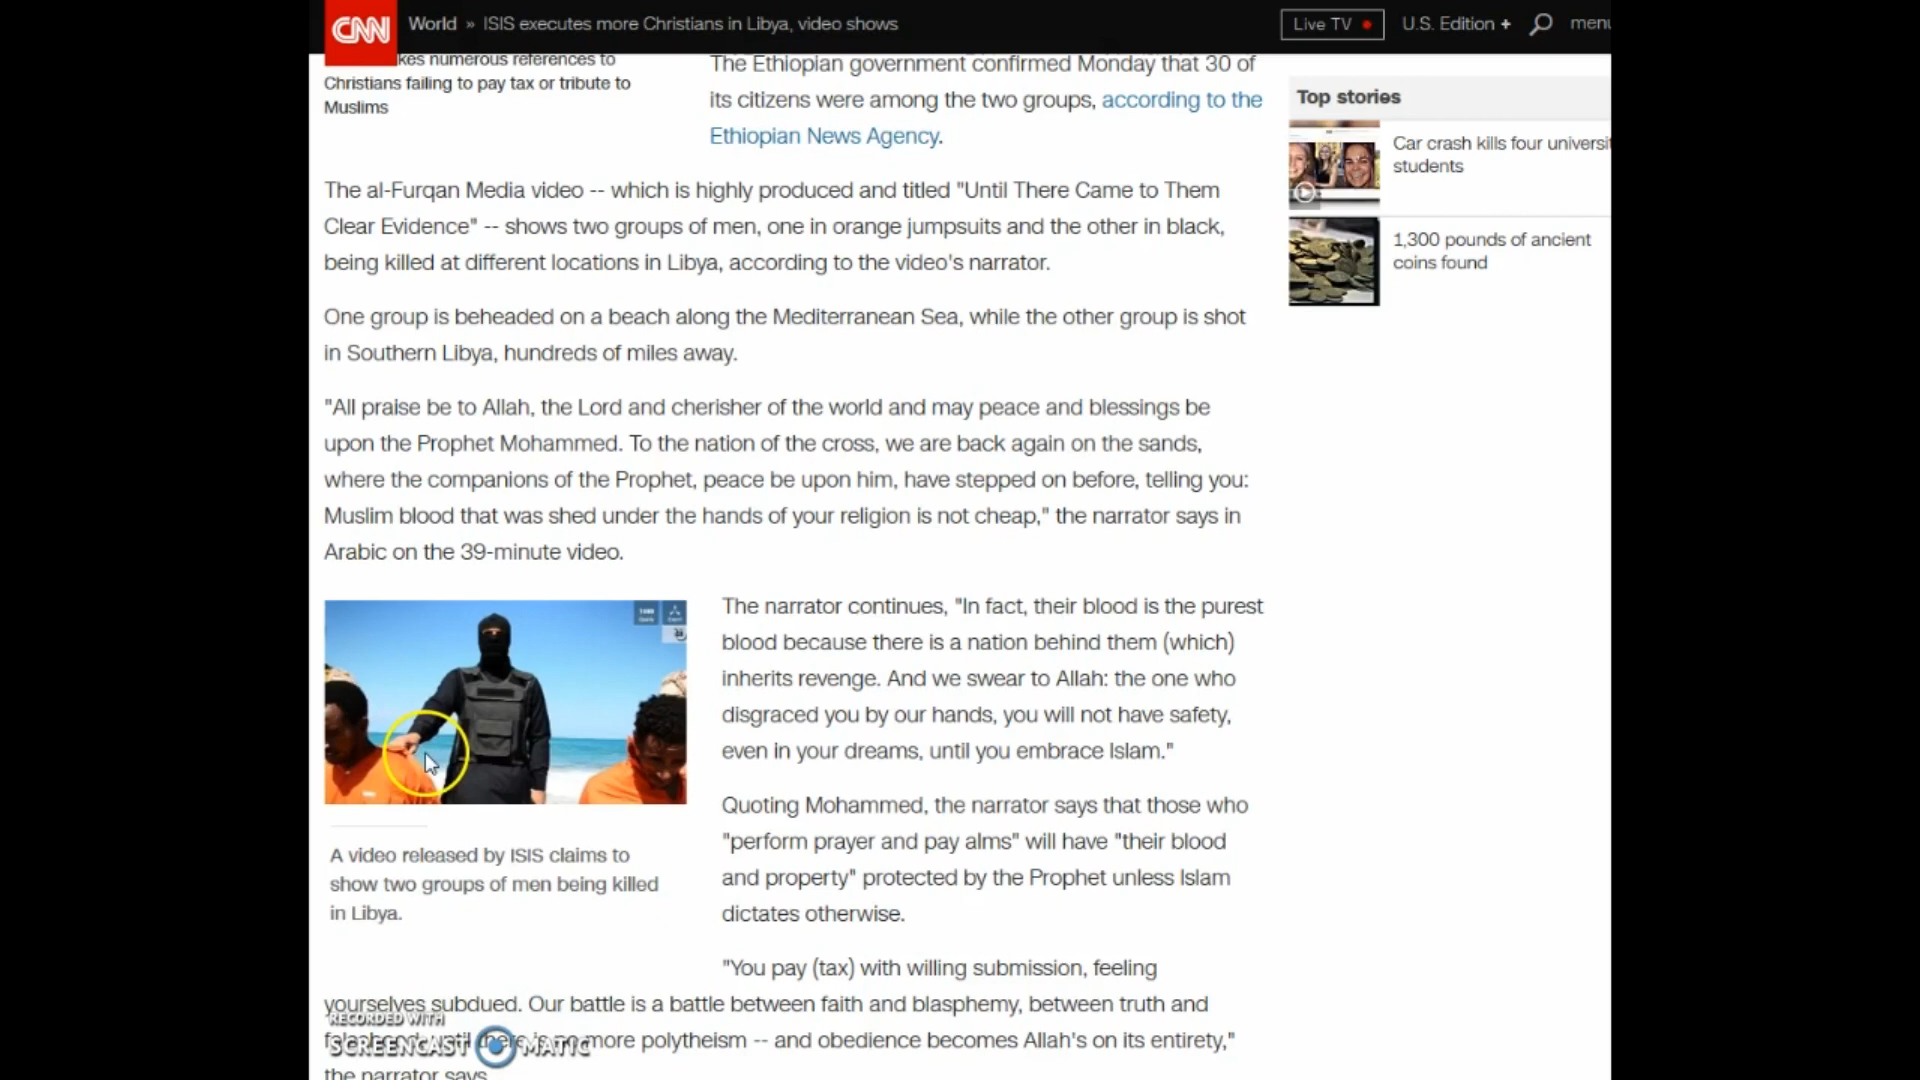 CNN World » ISIS executes more Christians in Libya, video shows Live TV U.S. Edition + menu
kes numerous references to
Christians failing to pay tax or tribute to
Muslims
The Ethiopian government confirmed Monday that 30 of
its citizens were among the two groups, according to the
Ethiopian News Agency.
The al-Furqan Media video -- which is highly produced and titled "Until There Came to Them
Clear Evidence" -- shows two groups of men, one in orange jumpsuits and the other in black,
being killed at different locations in Libya, according to the video's narrator.
One group is beheaded on a beach along the Mediterranean Sea, while the other group is shot
in Southern Libya, hundreds of miles away.
"All praise be to Allah, the Lord and cherisher of the world and may peace and blessings be
upon the Prophet Mohammed. To the nation of the cross, we are back again on the sands,
where the companions of the Prophet, peace be upon him, have stepped on before, telling you:
Muslim blood that was shed under the hands of your religion is not cheap," the narrator says in
Arabic on the 39-minute video.
The narrator continues, "In fact, their blood is the purest
blood because there is a nation behind them (which)
inherits revenge. And we swear to Allah: the one who
disgraced you by our hands, you will not have safety,
even in your dreams, until you embrace Islam."
A video released by ISIS claims to
show two groups of men being killed
in Libya.
Quoting Mohammed, the narrator says that those who
"perform prayer and pay alms" will have "their blood
and property" protected by the Prophet unless Islam
dictates otherwise.
"You pay (tax) with willing submission, feeling
yourselves subdued. Our battle is a battle between faith and blasphemy, between truth and
there is no more polytheism -- and obedience becomes Allah's on its entirety,"
the narrator says.
Top stories
Car crash kills four universit
students
1,300 pounds of ancient
coins found
RECORDED WITH
SCREENCAST MATIC